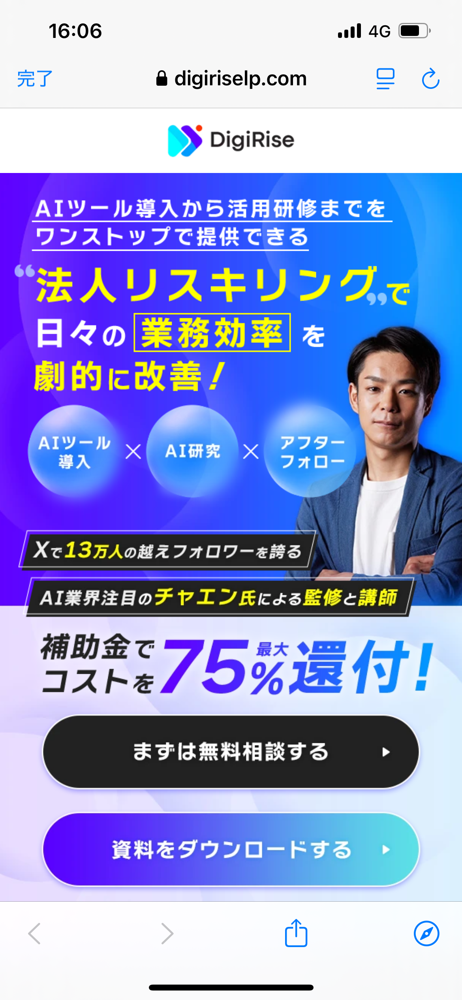 16:06
4G
完了
digiriselp.com
DigiRise
AIツール導入から活用研修までを
ワンストップで提供できる
“法人リスキリング”で
日々の業務効率を
劇的に改善！
AIツール
導入
×
AI研究
×
アフター
フォロー
Xで13万人の越えフォロワーを誇る
AI業界注目のチャエン氏による監修と講師
補助金で
コストを
75
最大
%
還付！
まずは無料相談する
資料をダウンロードする